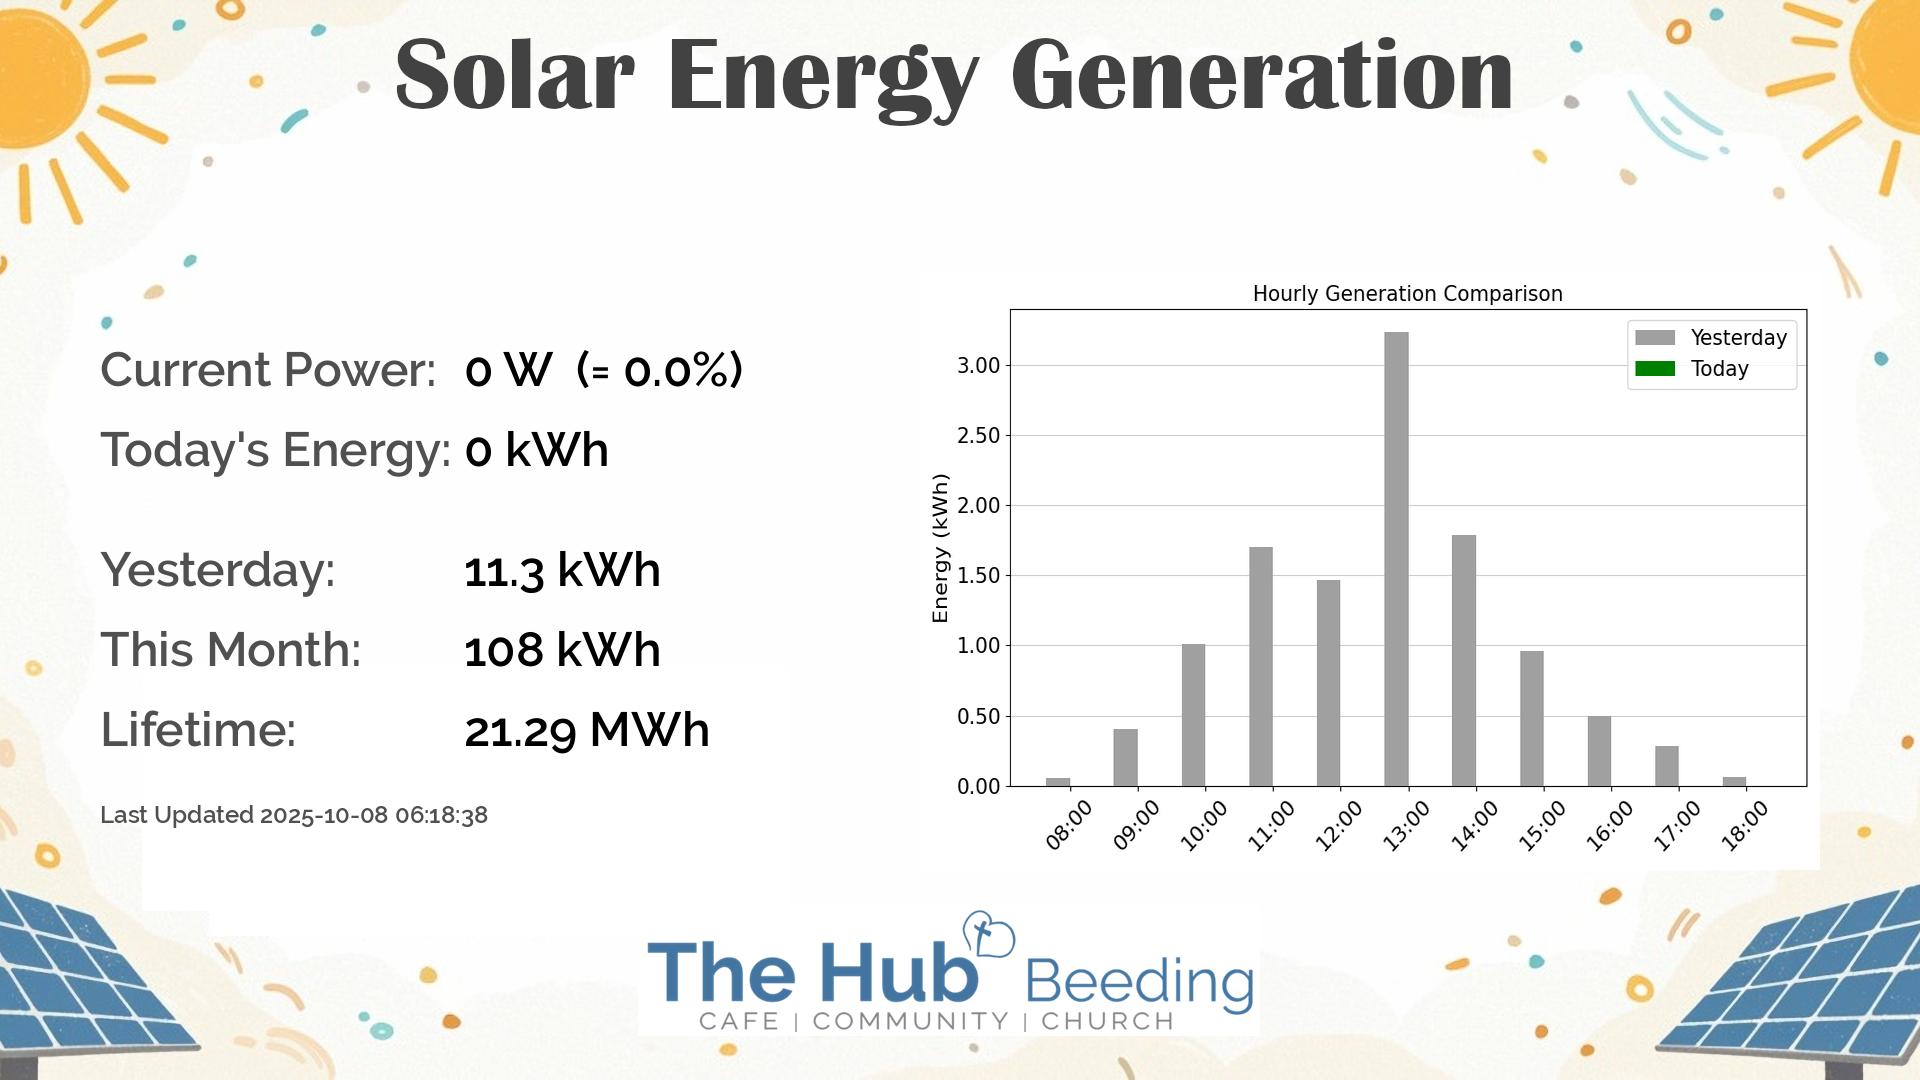 Solar Energy Generation
Current Power: 0 W (= 0.0%)
Today's Energy: 0 kWh
Yesterday: 11.3 kWh
This Month: 108 kWh
Lifetime: 21.29 MWh
Last Updated 2025-10-08 06:18:38
Hourly Generation Comparison
Yesterday
Today
Energy (kWh)
3.00
2.50
2.00
1.50
1.00
0.50
0.00
08:00 09:00 10:00 11:00 12:00 13:00 14:00 15:00 16:00 17:00 18:00
The Hub Beeding
CAFE | COMMUNITY | CHURCH